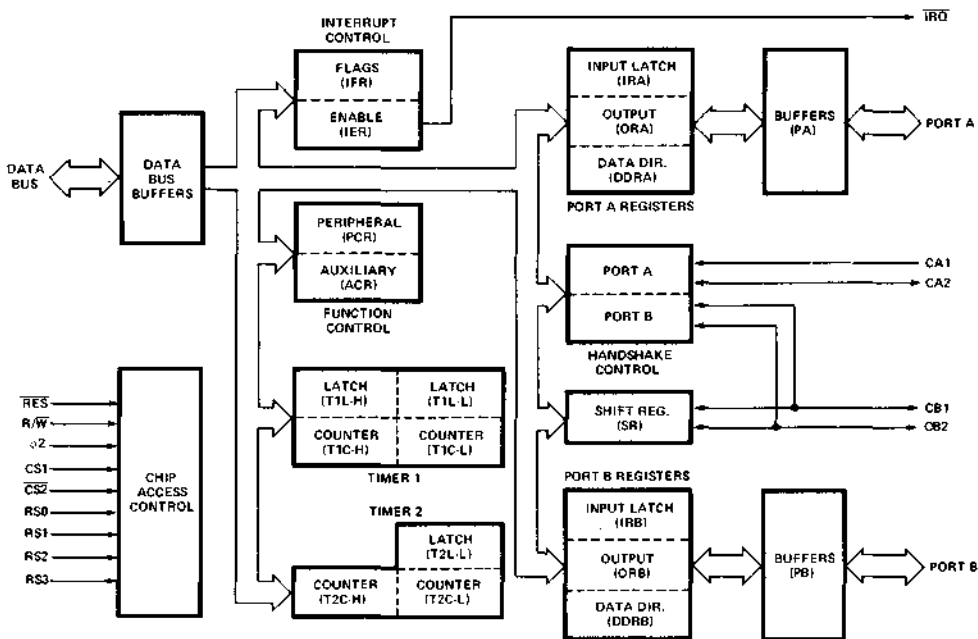 INTERRUPT
CONTROL
FLAGS
(IFR)
ENABLE
(IER)
IRQ
INPUT LATCH
(IRA)
OUTPUT
(ORA)
DATA DIR.
(DDRA)
PORT A REGISTERS
BUFFERS
(PA)
PORT A
DATA
BUS
DATA
BUS
BUFFERS
PERIPHERAL
(PCR)
AUXILIARY
(ACR)
FUNCTION
CONTROL
PORT A
PORT B
HANDSHAKE
CONTROL
CA1
CA2
LATCH
(T1L-H)
LATCH
(T1L-L)
COUNTER
(T1C-H)
COUNTER
(T1C-L)
TIMER 1
SHIFT REG.
(SR)
CB1
CB2
RES
R/W
φ2
CS1
CS2
RS0
RS1
RS2
RS3
CHIP
ACCESS
CONTROL
TIMER 2
LATCH
(T2L-L)
COUNTER
(T2C-H)
COUNTER
(T2C-L)
PORT B REGISTERS
INPUT LATCH
(IRB)
OUTPUT
(ORB)
DATA DIR.
(DDRB)
BUFFERS
(PB)
PORT B